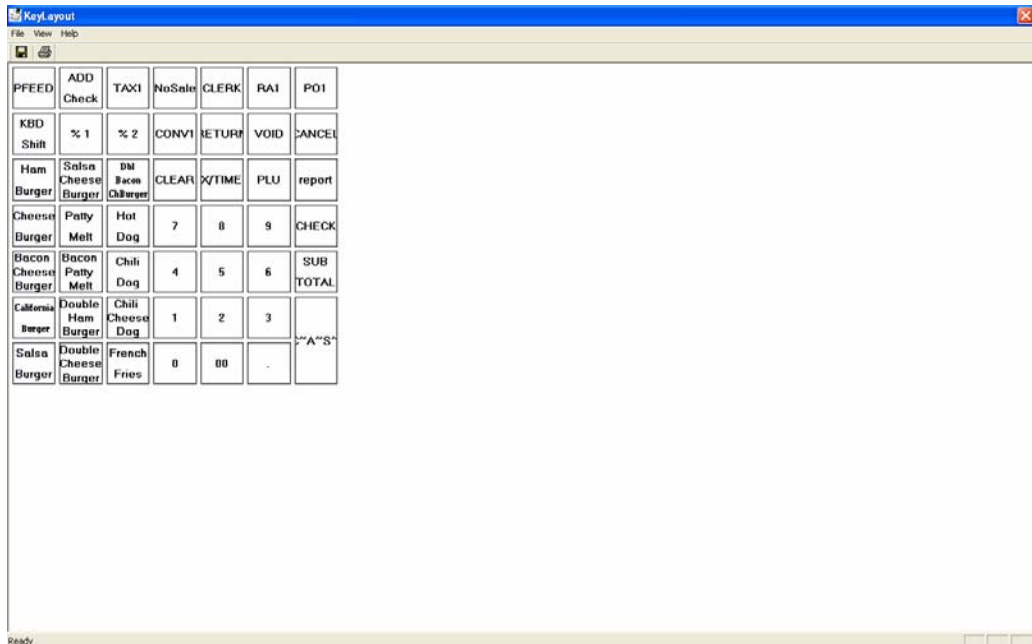 KeyLayout
File View Help
PFEED
ADD
Check
TAX1
NoSale
CLERK
RA1
PO1
KBD
Shift
% 1
% 2
CONV1
RETURN
VOID
CANCEL
Ham
Burger
Salsa
Cheese
Burger
Dbl
Bacon
ChBurger
CLEAR
X/TIME
PLU
report
Cheese
Burger
Patty
Melt
Hot
Dog
7
8
9
CHECK
Bacon
Cheese
Burger
Bacon
Patty
Melt
Chili
Dog
4
5
6
SUB
TOTAL
California
Burger
Double
Ham
Burger
Chili
Cheese
Dog
1
2
3
~A~S~
Salsa
Burger
Double
Cheese
Burger
French
Fries
0
00
.
Ready